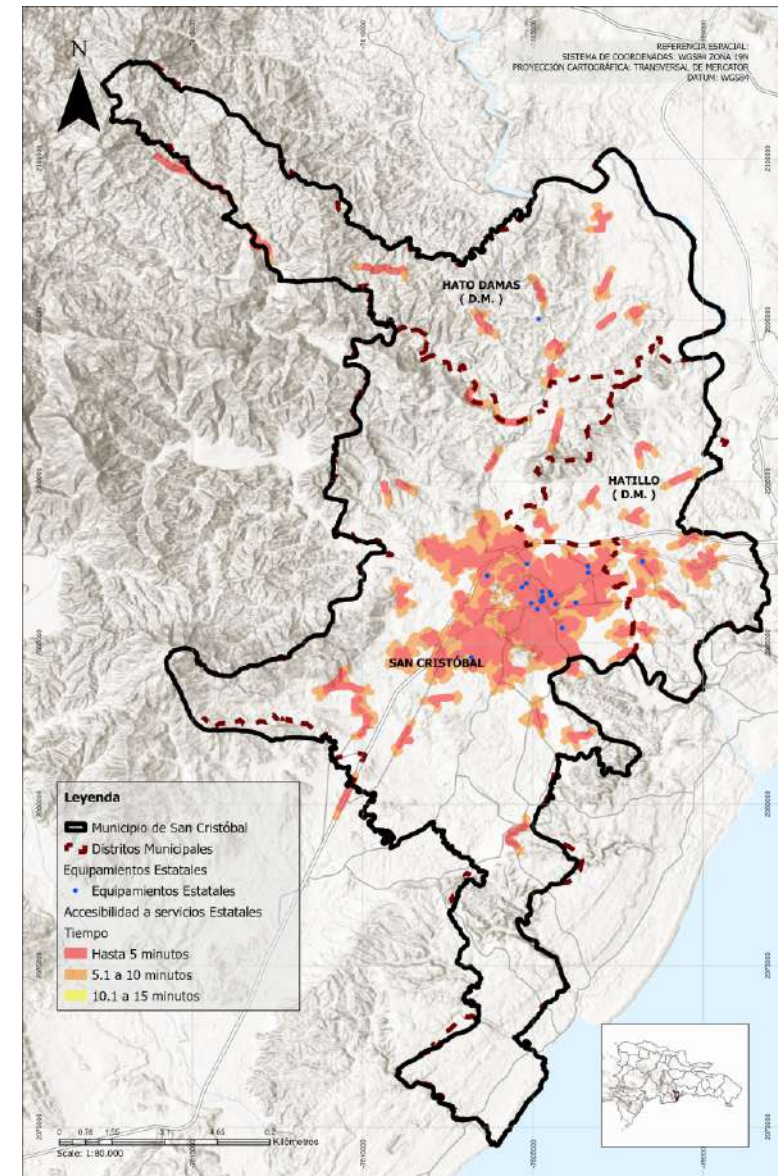 N
REFERENCIA ESPACIAL:
SISTEMA DE COORDENADAS: WGS84 ZONA 19N
PROYECCIÓN CARTOGRÁFICA: TRANSVERSAL DE MERCATOR
DATUM: WGS84
HATO DAMAS
( D.M. )
HATILLO
( D.M. )
SAN CRISTÓBAL
Leyenda
Municipio de San Cristóbal
Distritos Municipales
Equipamientos Estatales
Equipamientos Estatales
Accesibilidad a servicios Estatales
Tiempo
Hasta 5 minutos
5.1 a 10 minutos
10.1 a 15 minutos
Kilómetros
Scale: 1:80.000